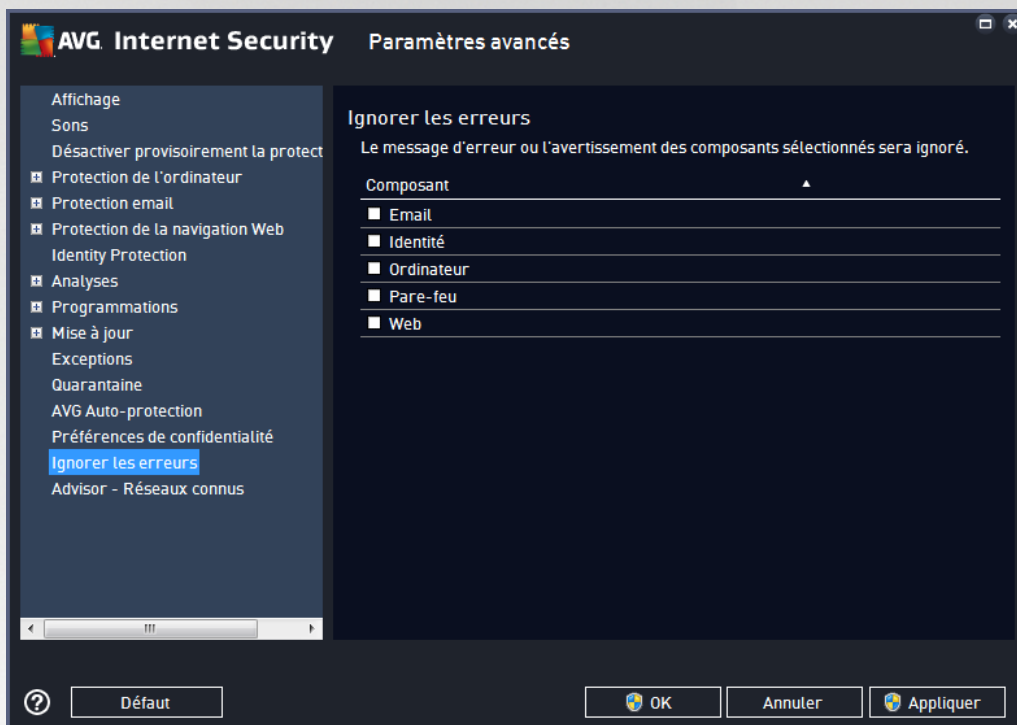 AVG. Internet Security Paramètres avancés
Affichage
Sons
Désactiver provisoirement la protect
Protection de l'ordinateur
Protection email
Protection de la navigation Web
Identity Protection
Analyses
Programmations
Mise à jour
Exceptions
Quarantaine
AVG Auto-protection
Préférences de confidentialité
Ignorer les erreurs
Advisor - Réseaux connus
Ignorer les erreurs
Le message d'erreur ou l'avertissement des composants sélectionnés sera ignoré.
Composant
Email
Identité
Ordinateur
Pare-feu
Web
? Défaut OK Annuler Appliquer